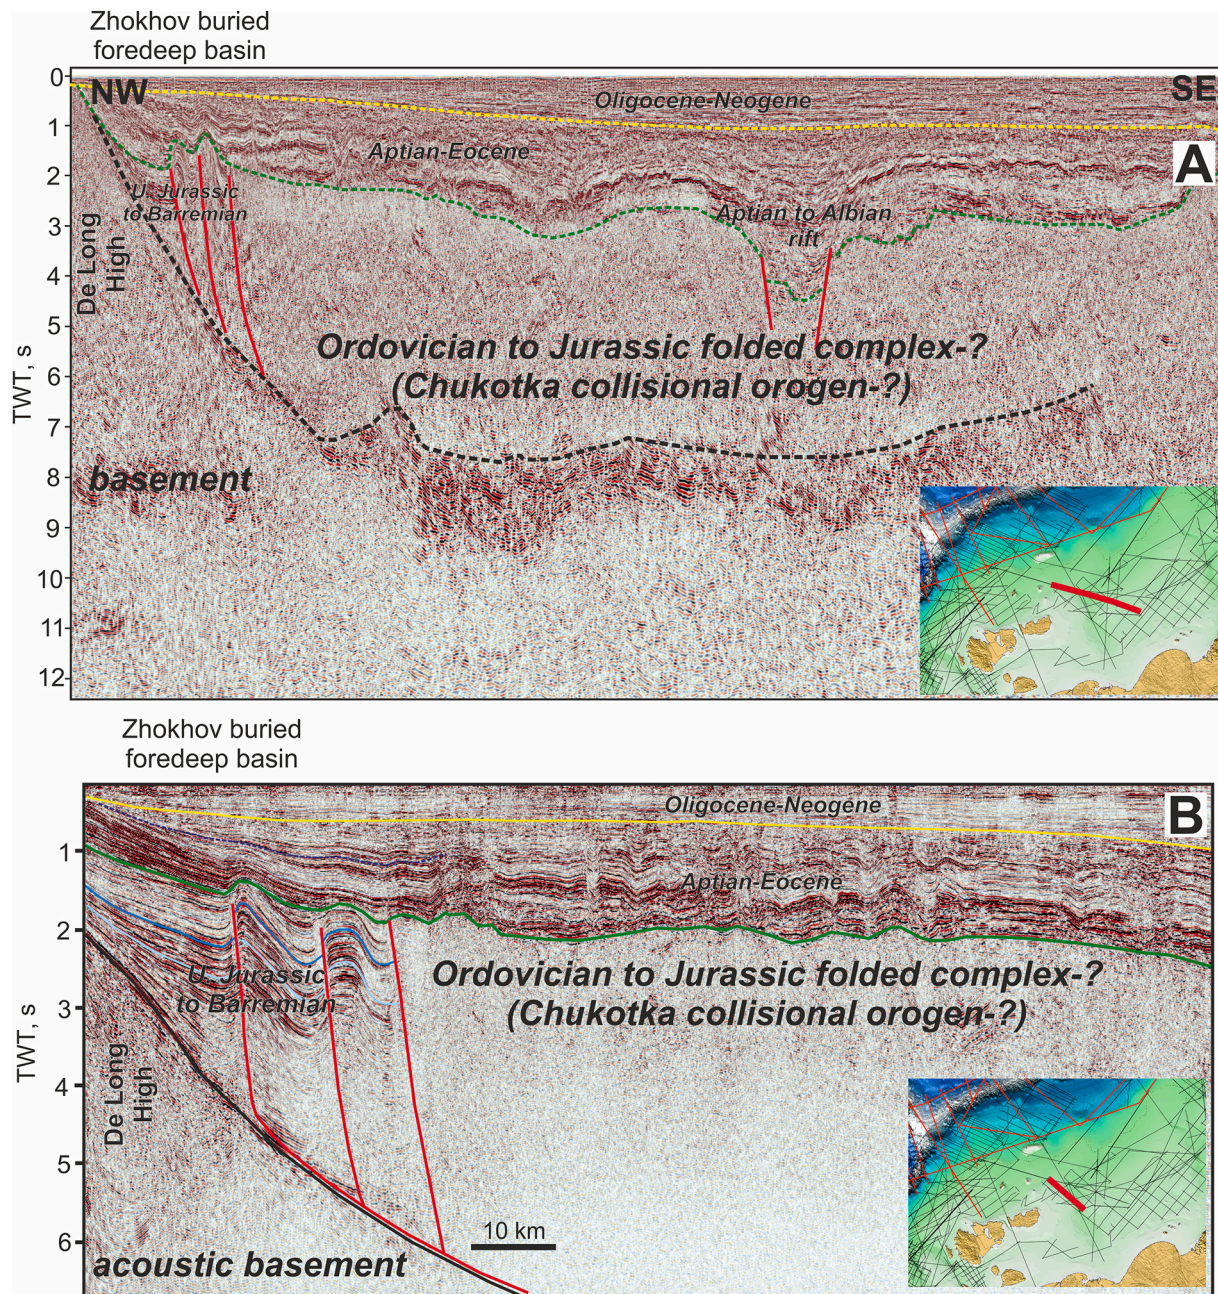 Zhokhov buried
foredeep basin
0
NW
SE
Oligocene-Neogene
1
A
Aptian-Eocene
2
U. Jurassic
to Barremian
Aptian to Albian
rift
3
De Long
High
4
5
Ordovician to Jurassic folded complex-?
(Chukotka collisional orogen-?)
TWT, s
6
7
8
basement
9
10
11
12
Zhokhov buried
foredeep basin
Oligocene-Neogene
B
1
Aptian-Eocene
2
U. Jurassic
to Barremian
Ordovician to Jurassic folded complex-?
(Chukotka collisional orogen-?)
3
TWT, s
4
De Long
High
5
6
10 km
acoustic basement